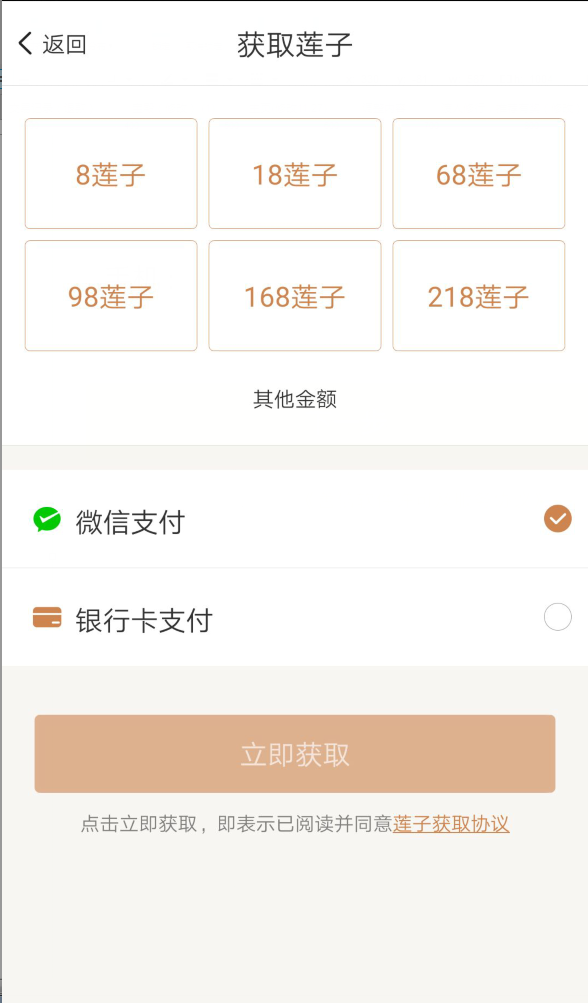 返回
获取莲子
8莲子
18莲子
68莲子
98莲子
168莲子
218莲子
其他金额
微信支付
银行卡支付
立即获取
点击立即获取，即表示已阅读并同意莲子获取协议